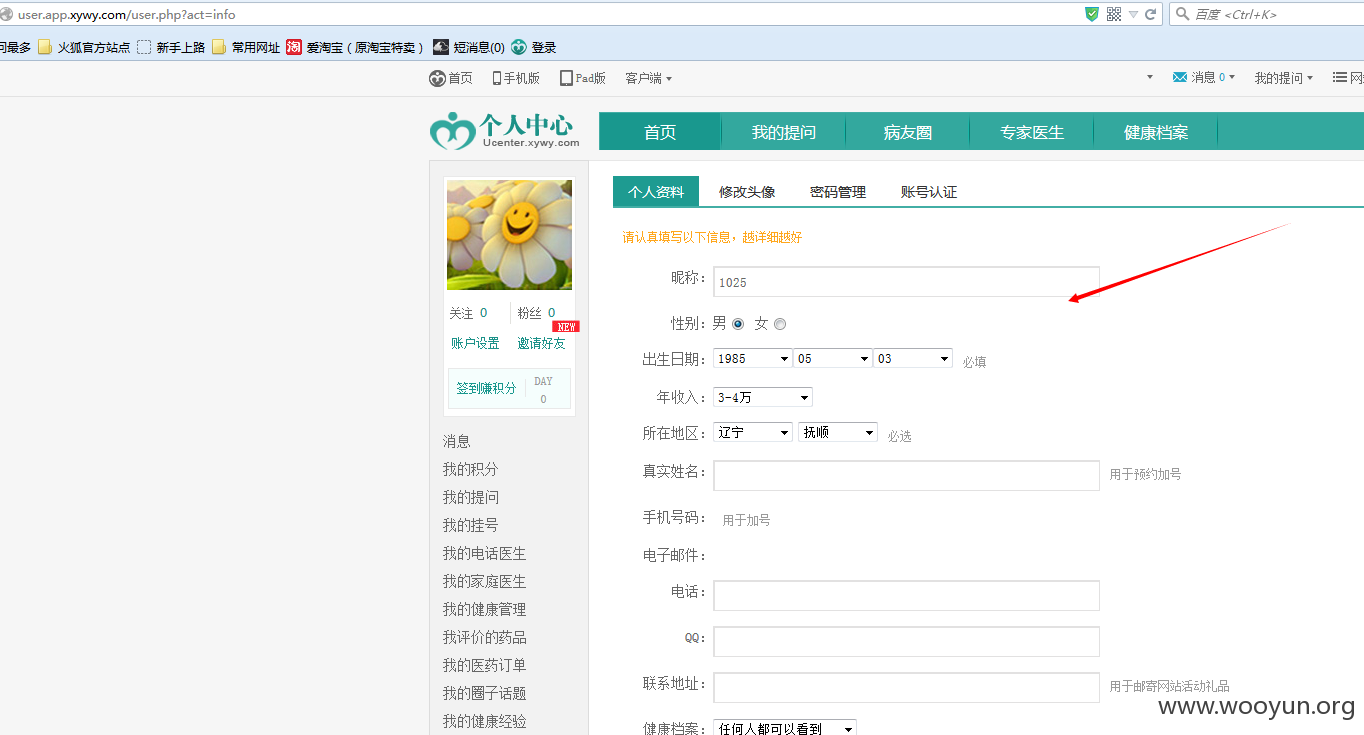 user.app.xywy.com/user.php?act=info
百度 <Ctrl+K>
问最多 火狐官方站点 新手上路 常用网址 淘 爱淘宝（原淘宝特卖） 短消息(0) 登录
首页 手机版 Pad版 客户端 消息 0 我的提问 网
个人中心
Ucenter.xywy.com
首页 我的提问 病友圈 专家医生 健康档案
个人资料 修改头像 密码管理 账号认证
请认真填写以下信息，越详细越好
昵称： 1025
性别： 男 女
出生日期： 1985 05 03 必填
年收入： 3-4万
所在地区： 辽宁 抚顺 必选
真实姓名： 用于预约加号
手机号码： 用于加号
电子邮件：
电话：
QQ：
联系地址： 用于邮寄网站活动礼品
健康档案： 任何人都可以看到
关注 0 粉丝 0
NEW
账户设置 邀请好友
签到赚积分 DAY
0
消息
我的积分
我的提问
我的挂号
我的电话医生
我的家庭医生
我的健康管理
我评价的药品
我的医药订单
我的圈子话题
我的健康经验
www.wooyun.org